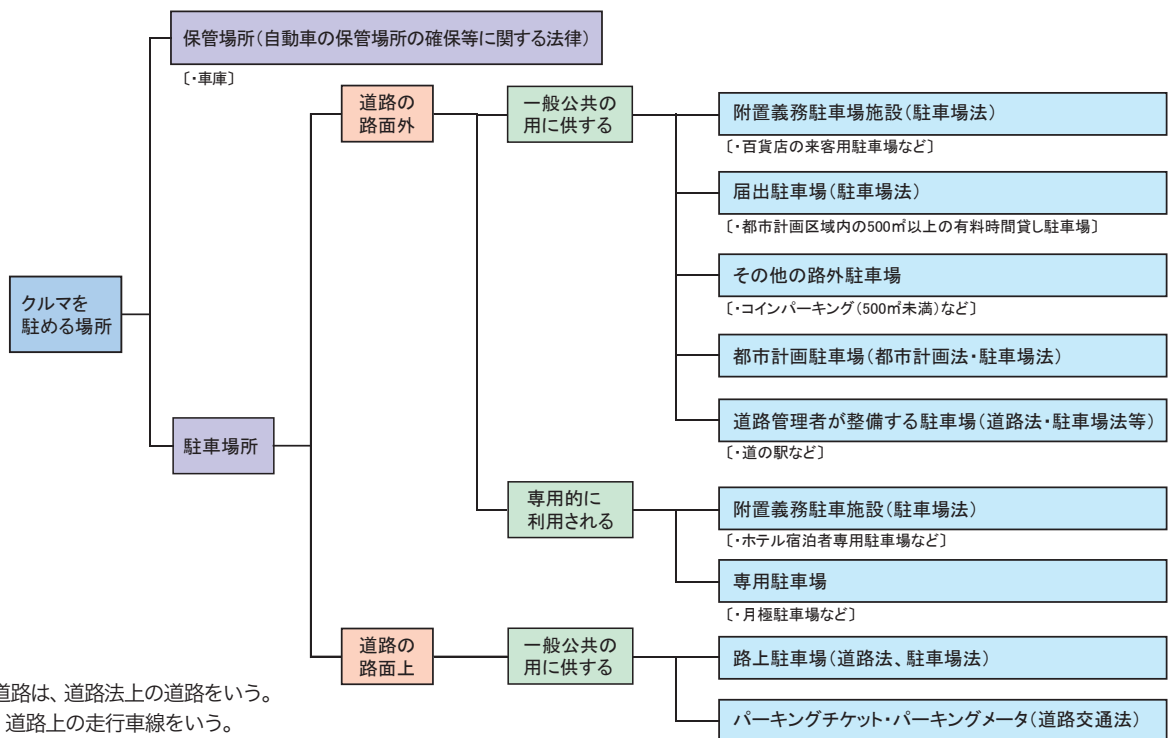 保管場所(自動車の保管場所の確保等に関する法律)
〔・車庫〕
道路の
路面外
一般公共の
用に供する
附置義務駐車場施設(駐車場法)
〔・百貨店の来客用駐車場など〕
届出駐車場(駐車場法)
〔・都市計画区域内の500㎡以上の有料時間貸し駐車場〕
その他の路外駐車場
〔・コインパーキング(500㎡未満)など〕
クルマを
駐める場所
都市計画駐車場(都市計画法・駐車場法)
道路管理者が整備する駐車場(道路法・駐車場法等)
〔・道の駅など〕
駐車場所
専用的に
利用される
附置義務駐車施設(駐車場法)
〔・ホテル宿泊者専用駐車場など〕
専用駐車場
〔・月極駐車場など〕
道路の
路面上
一般公共の
用に供する
路上駐車場(道路法、駐車場法)
パーキングチケット・パーキングメータ(道路交通法)
道路は、道路法上の道路をいう。
道路上の走行車線をいう。